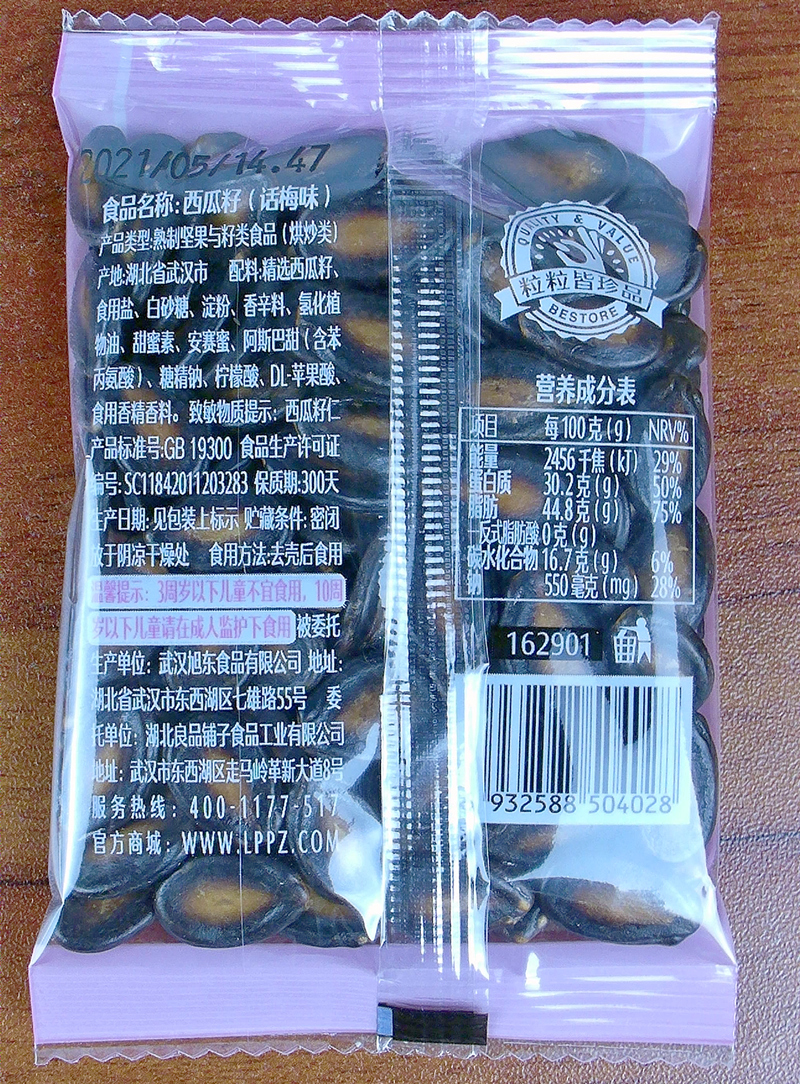 2021/05/14.47
食品名称:西瓜籽(话梅味)
产品类型:熟制坚果与籽类食品(烘炒类)
产地:湖北省武汉市 配料:精选西瓜籽、
食用盐、白砂糖、淀粉、香辛料、氢化植
物油、甜蜜素、安赛蜜、阿斯巴甜(含苯
丙氨酸)、糖精钠、柠檬酸、DL-苹果酸、
食用香精香料。致敏物质提示:西瓜籽仁
产品标准号:GB 19300 食品生产许可证
编号:SC11842011203283 保质期:300天
生产日期:见包装上标示 贮藏条件:密闭
放于阴凉干燥处 食用方法:去壳后食用
温馨提示:3周岁以下儿童不宜食用,10周
岁以下儿童请在成人监护下食用 被委托
生产单位:武汉旭东食品有限公司 地址:
湖北省武汉市东西湖区七雄路55号 委
托单位:湖北良品铺子食品工业有限公司
地址:武汉市东西湖区走马岭革新大道8号
服务热线:400-1177-517
官方商城:WWW.LPPZ.COM
QULITY & VALUE
粒粒皆珍品
BESTORE
营养成分表
项目 每100克(g) NRV%
能量 2456千焦(kJ) 29%
蛋白质 30.2克(g) 50%
脂肪 44.8克(g) 75%
反式脂肪酸 0克(g)
碳水化合物 16.7克(g) 6%
钠 550毫克(mg) 28%
162901
932588 504028